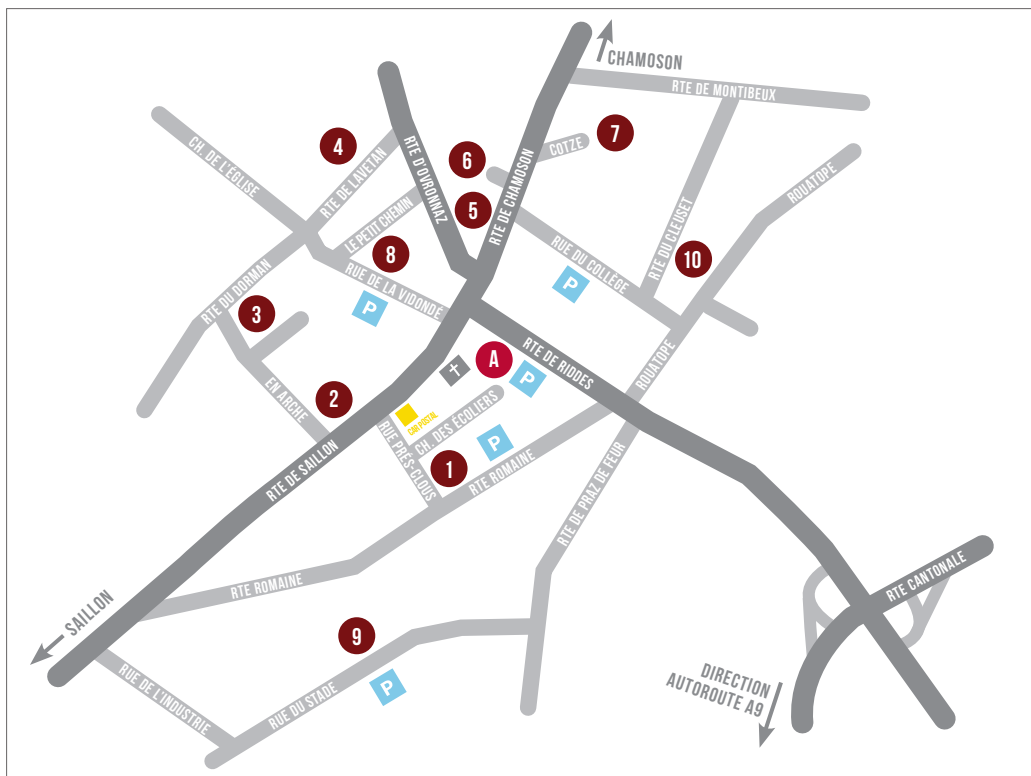 CHAMOSON
RTE DE MONTIBEUX
7
COTZE
4
6
CH. DE L'ÉGLISE
RTE DE LAVETAN
RTE D'OVRONNAZ
RTE DE CHAMOSON
ROUATOPE
5
LE PETIT CHEMIN
8
RUE DU COLLÈGE
RTE DU CLEUSET
10
RUE DE LA VIDONDÉ
P
P
RTE DU DORMAN
3
A
RTE DE RIDDES
P
ROUATOPE
EN ARCHE
2
CAR POSTAL
CH. DES ÉCOLIERS
P
RUE PRÉS-CLOUS
1
RTE ROMAINE
RTE DE SAILLON
RTE DE PRAZ DE FEUR
RTE ROMAINE
RTE CANTONALE
SAILLON
9
P
RUE DE L'INDUSTRIE
RUE DU STADE
DIRECTION
AUTOROUTE A9